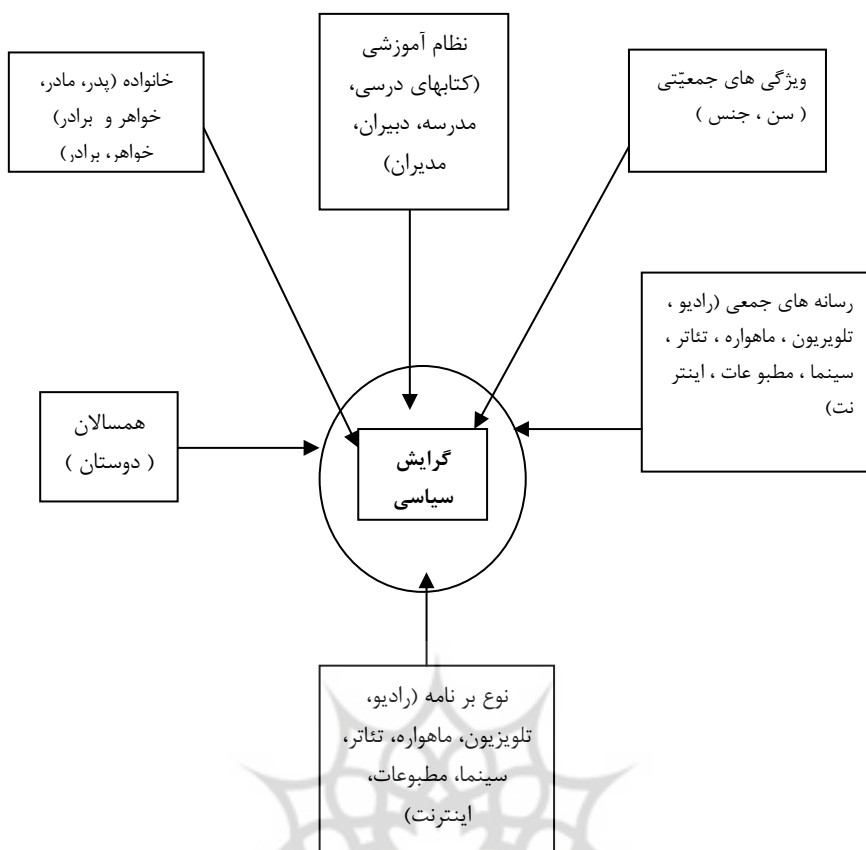 نظام آموزشی
(کتابهای درسی،
مدرسه، دبیران،
مدیران)
ویژگی های جمعیّتی
( سن ، جنس )
خانواده (پدر، مادر،
خواهر و برادر)
خواهر، برادر)
رسانه های جمعی (رادیو ،
تلویریون ، ماهواره ، تئاتر ،
سینما ، مطبو عات ، اینتر
نت)
همسالان
( دوستان )
گرایش
سیاسی
نوع بر نامه (رادیو،
تلویزیون، ماهواره، تئاتر،
سینما، مطبوعات،
اینترنت)